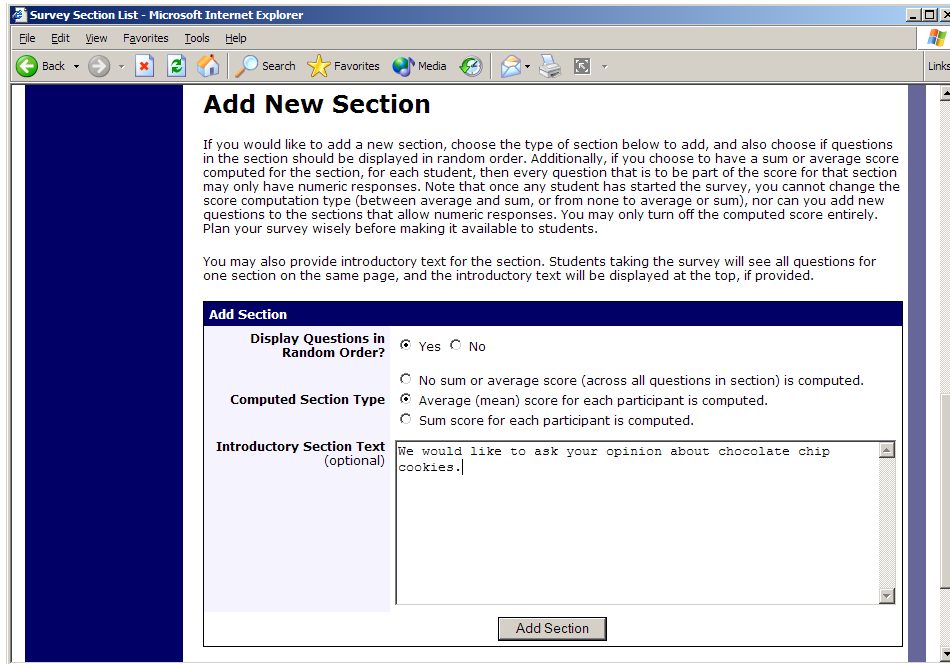 Survey Section List - Microsoft Internet Explorer
File Edit View Favorites Tools Help
Back Search Favorites Media Links
Add New Section
If you would like to add a new section, choose the type of section below to add, and also choose if questions
in the section should be displayed in random order. Additionally, if you choose to have a sum or average score
computed for the section, for each student, then every question that is to be part of the score for that section
may only have numeric responses. Note that once any student has started the survey, you cannot change the
score computation type (between average and sum, or from none to average or sum), nor can you add new
questions to the sections that allow numeric responses. You may only turn off the computed score entirely.
Plan your survey wisely before making it available to students.
You may also provide introductory text for the section. Students taking the survey will see all questions for
one section on the same page, and the introductory text will be displayed at the top, if provided.
Add Section
Display Questions in
Random Order?
Yes No
Computed Section Type
No sum or average score (across all questions in section) is computed.
Average (mean) score for each participant is computed.
Sum score for each participant is computed.
Introductory Section Text
(optional)
We would like to ask your opinion about chocolate chip
cookies.
Add Section